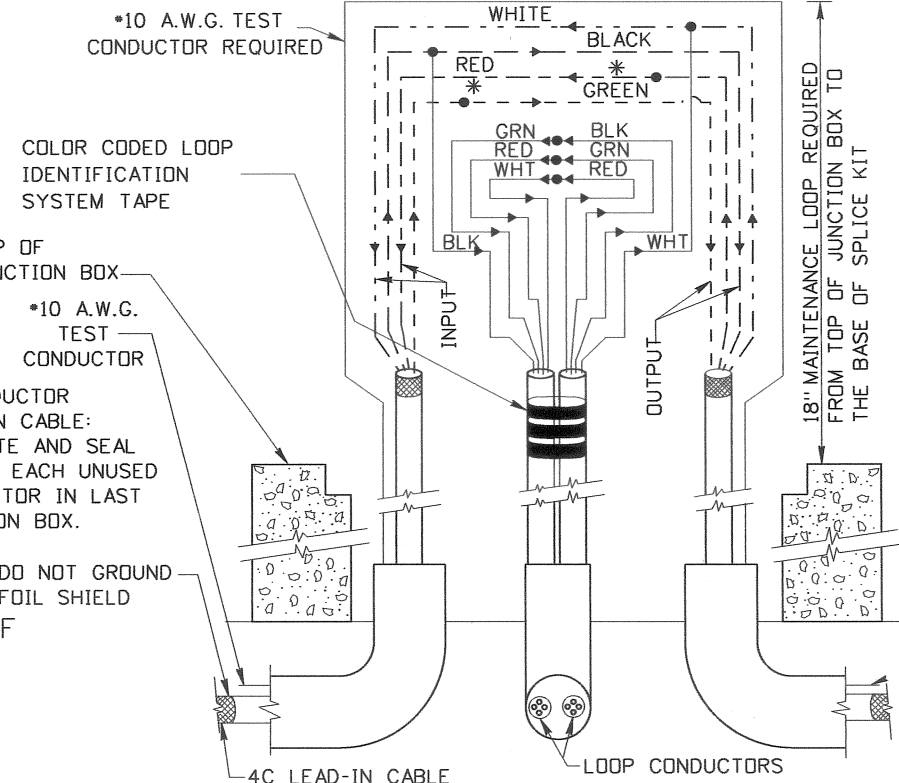 *10 A.W.G. TEST
CONDUCTOR REQUIRED
WHITE
BLACK
RED
*
*
GREEN
GRN
BLK
RED
GRN
WHT
RED
BLK
WHT
COLOR CODED LOOP
IDENTIFICATION
SYSTEM TAPE
P OF
NCTION BOX
*10 A.W.G.
TEST
CONDUCTOR
INPUT
OUTPUT
18" MAINTENANCE LOOP REQUIRED
FROM TOP OF JUNCTION BOX TO
THE BASE OF SPLICE KIT
DUCTOR
N CABLE:
TE AND SEAL
EACH UNUSED
TOR IN LAST
ON BOX.
DO NOT GROUND
FOIL SHIELD
F
4C LEAD-IN CABLE
LOOP CONDUCTORS